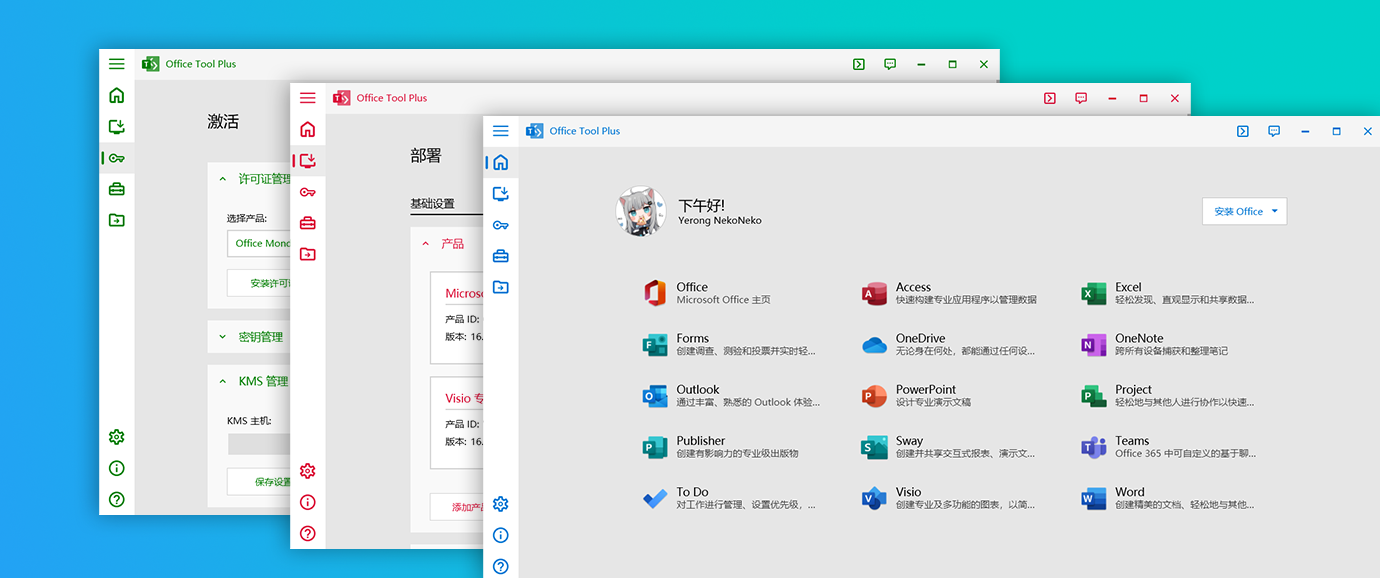 Office Tool Plus
激活
许可证管理
选择产品:
Office Mond
安装许可
密钥管理
KMS 管理
KMS 主机:
保存设置
Office Tool Plus
部署
基础设置
产品
Micros
产品 ID:
版本: 16.
Visio 专
产品 ID:
版本: 16.
添加产品
Office Tool Plus
下午好!
Yerong NekoNeko
安装 Office
Office
Microsoft Office 主页
Access
快速构建专业应用程序以管理数据
Excel
轻松发现、直观显示和共享数据...
Forms
创建调查、测验和投票并实时轻...
OneDrive
无论身在何处，都能通过任何设...
OneNote
跨所有设备捕获和整理笔记
Outlook
通过丰富、熟悉的 Outlook 体验...
PowerPoint
设计专业演示文稿
Project
轻松地与其他人进行协作以快速...
Publisher
创建有影响力的专业级出版物
Sway
创建并共享交互式报表、演示文...
Teams
Office 365 中可自定义的基于聊...
To Do
对工作进行管理、设置优先级，...
Visio
创建专业及多功能的图表，以简...
Word
创建精美的文档、轻松地与其他...